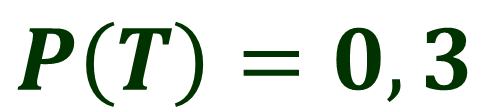 P(T) = 0,3